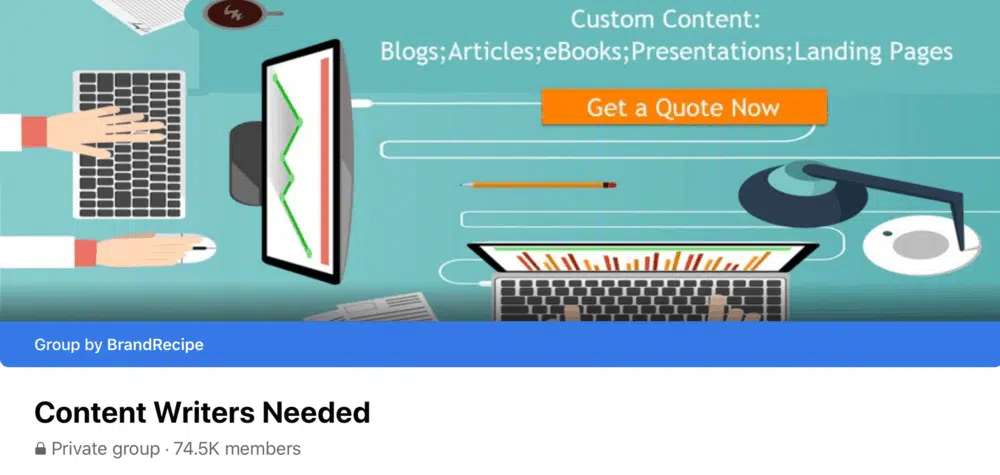 Custom Content:
Blogs;Articles;eBooks;Presentations;Landing Pages
Get a Quote Now
Group by BrandRecipe
Content Writers Needed
Private group · 74.5K members